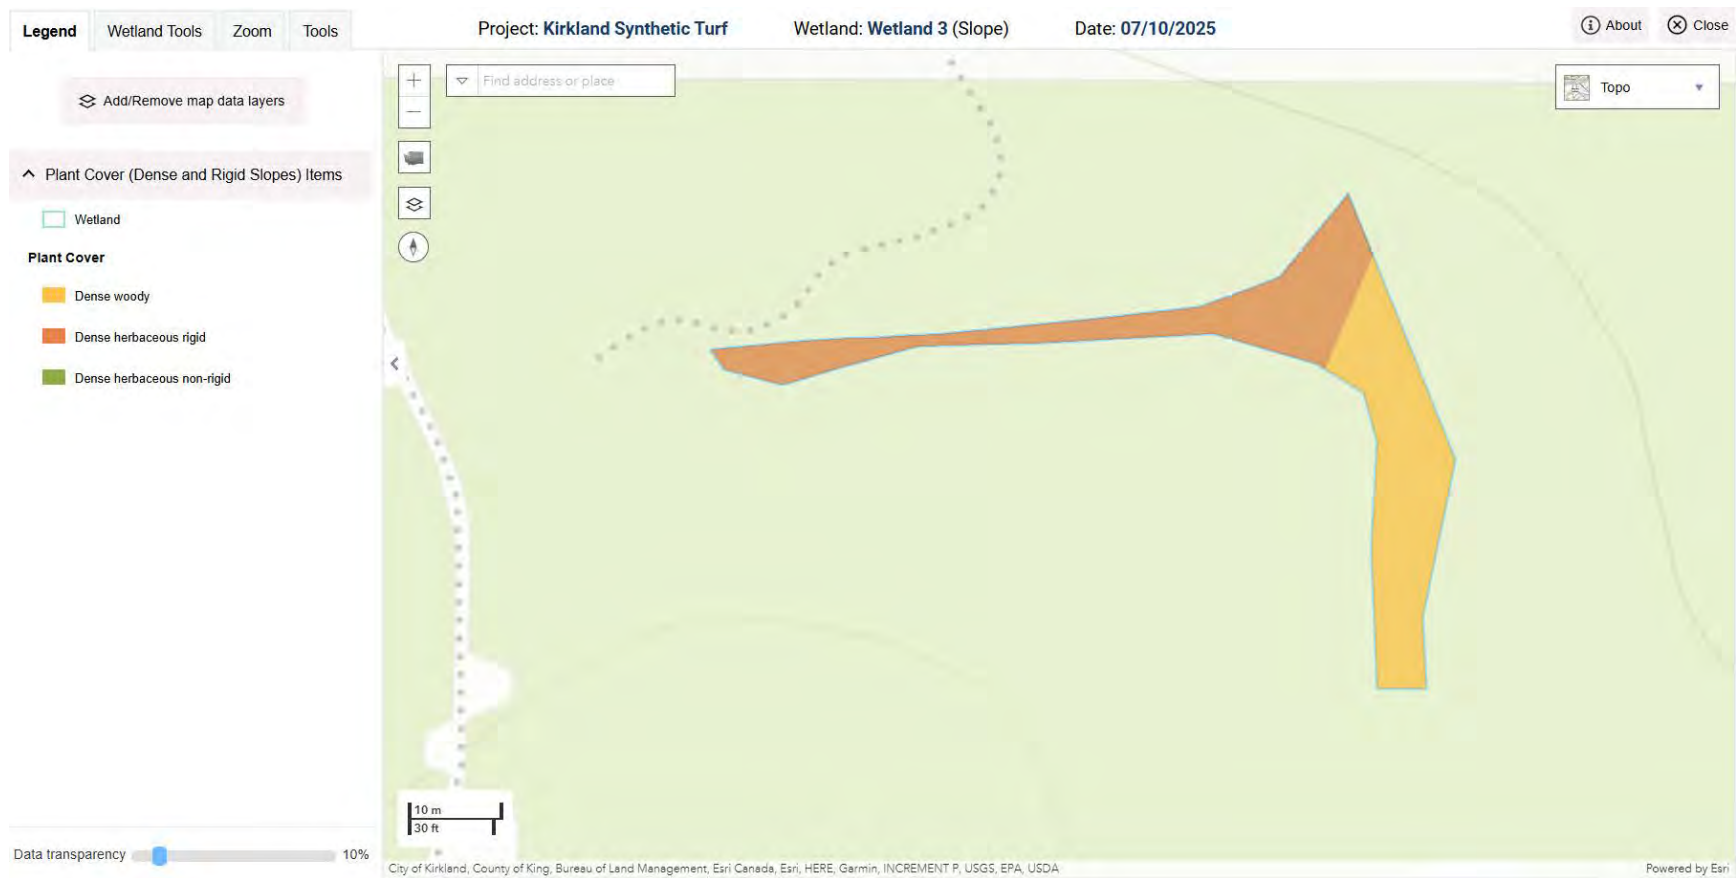 Legend Wetland Tools Zoom Tools Project: Kirkland Synthetic Turf Wetland: Wetland 3 (Slope) Date: 07/10/2025 About Close
Add/Remove map data layers
Find address or place
Topo
Plant Cover (Dense and Rigid Slopes) Items
Wetland
Plant Cover
Dense woody
Dense herbaceous rigid
Dense herbaceous non-rigid
10 m
30 ft
Data transparency 10%
City of Kirkland, County of King, Bureau of Land Management, Esri Canada, Esri, HERE, Garmin, INCREMENT P, USGS, EPA, USDA Powered by Esri